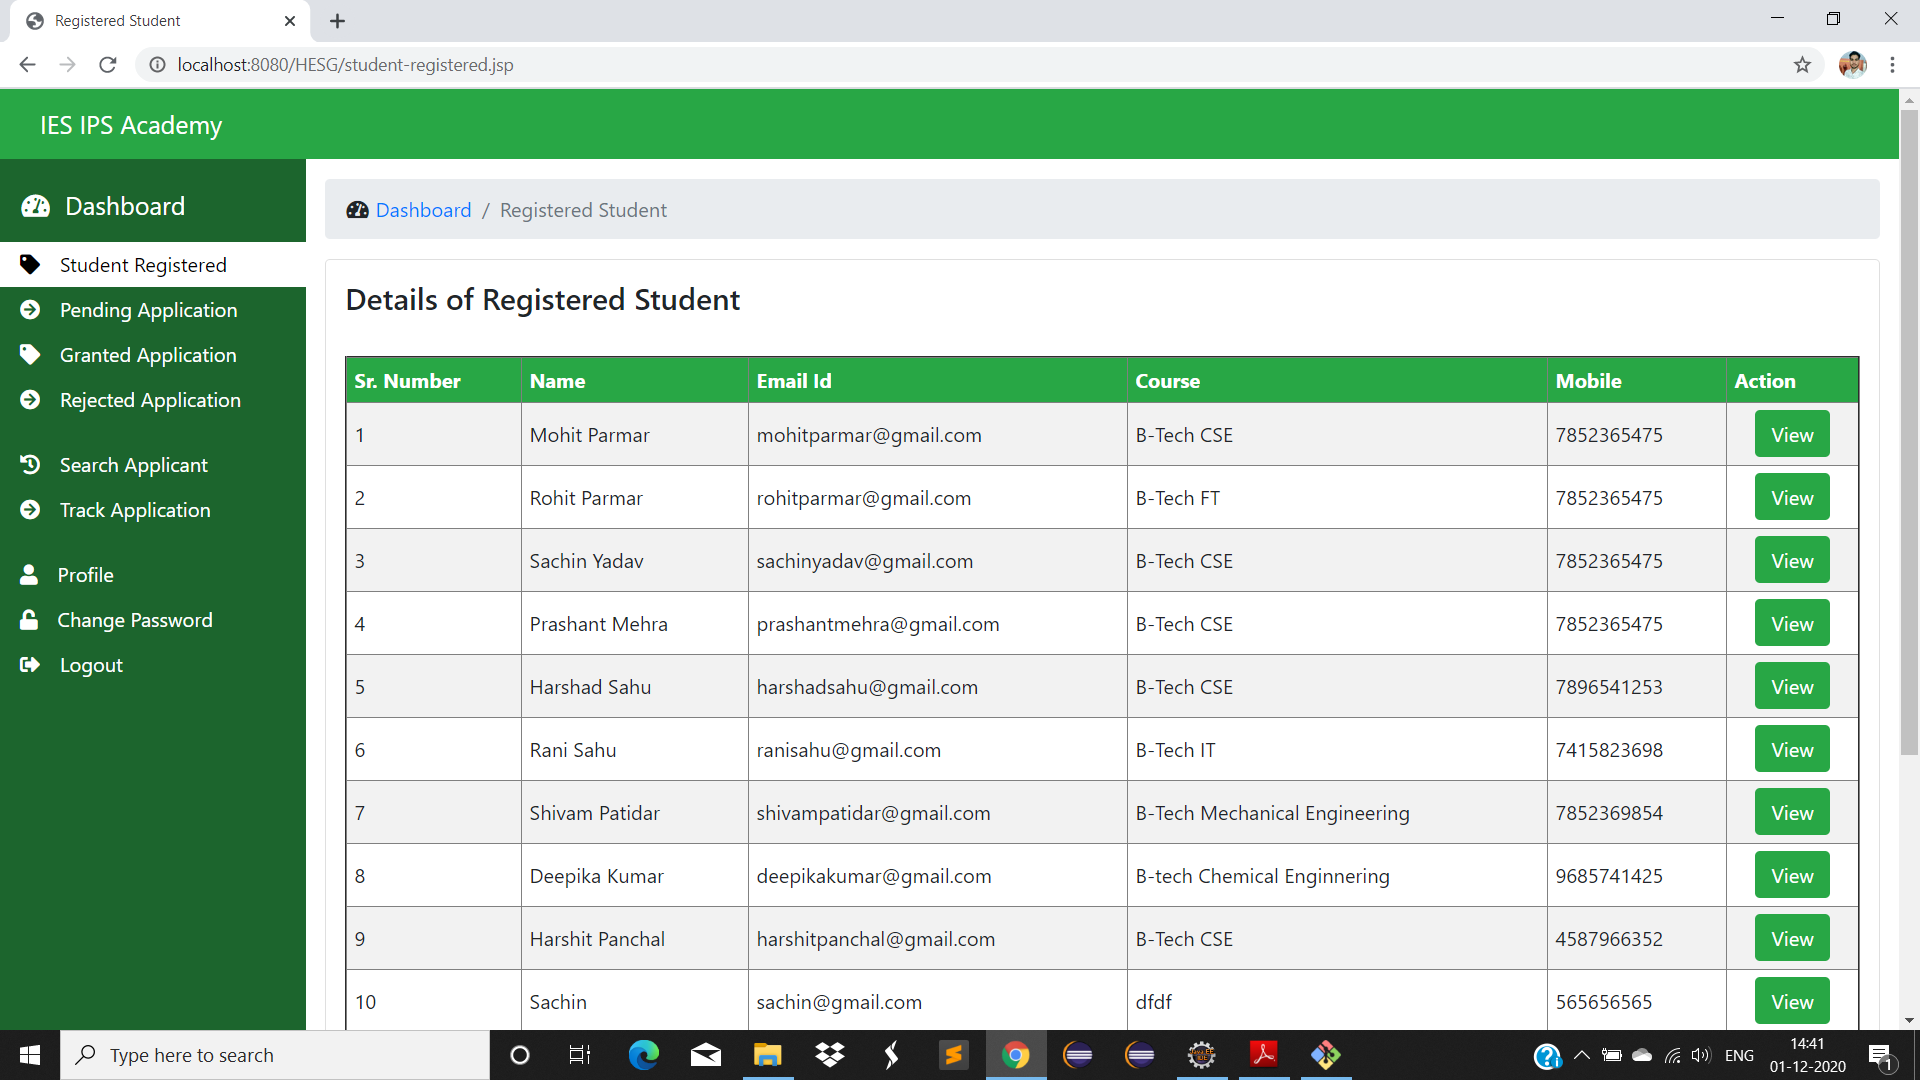 Registered Student
localhost:8080/HESG/student-registered.jsp
IES IPS Academy
Dashboard
Student Registered
Pending Application
Granted Application
Rejected Application
Search Applicant
Track Application
Profile
Change Password
Logout
Dashboard / Registered Student
Details of Registered Student
Sr. Number Name Email Id Course Mobile Action
1 Mohit Parmar mohitparmar@gmail.com B-Tech CSE 7852365475 View
2 Rohit Parmar rohitparmar@gmail.com B-Tech FT 7852365475 View
3 Sachin Yadav sachinyadav@gmail.com B-Tech CSE 7852365475 View
4 Prashant Mehra prashantmehra@gmail.com B-Tech CSE 7852365475 View
5 Harshad Sahu harshadsahu@gmail.com B-Tech CSE 7896541253 View
6 Rani Sahu ranisahu@gmail.com B-Tech IT 7415823698 View
7 Shivam Patidar shivampatidar@gmail.com B-Tech Mechanical Engineering 7852369854 View
8 Deepika Kumar deepikakumar@gmail.com B-tech Chemical Enginnering 9685741425 View
9 Harshit Panchal harshitpanchal@gmail.com B-Tech CSE 4587966352 View
10 Sachin sachin@gmail.com dfdf 565656565 View
Type here to search
ENG
14:41
01-12-2020
1